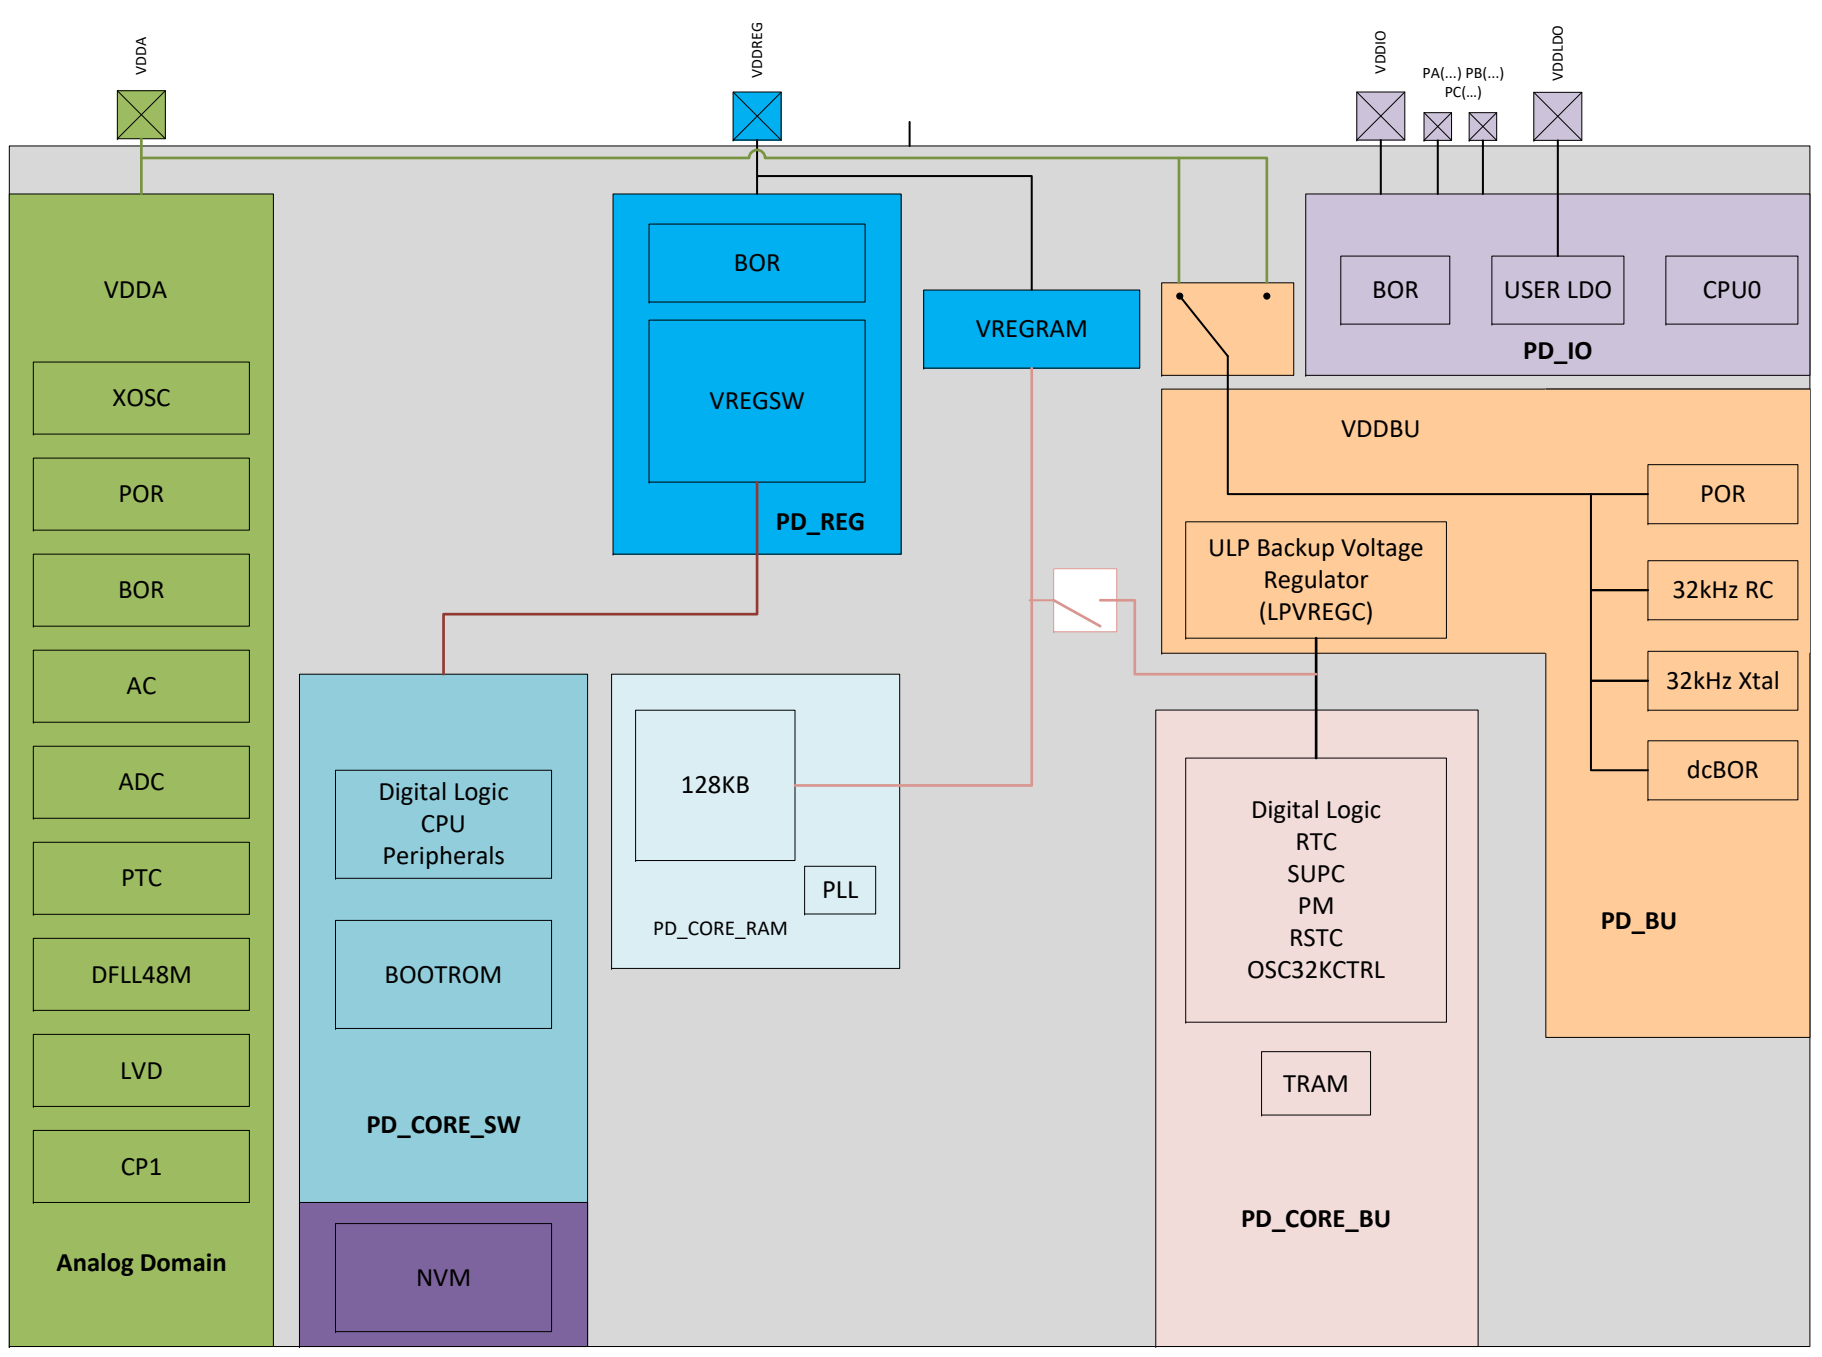 VDDA
VDDREG
VDDIO
PA(...) PB(...)
PC(...)
VDDLDO
VDDA
XOSC
POR
BOR
AC
ADC
PTC
DFLL48M
LVD
CP1
Analog Domain
BOR
VREGSW
PD_REG
VREGRAM
BOR
USER LDO
CPU0
PD_IO
VDDBU
ULP Backup Voltage
Regulator
(LPVREGC)
POR
32kHz RC
32kHz Xtal
dcBOR
PD_BU
Digital Logic
CPU
Peripherals
BOOTROM
PD_CORE_SW
NVM
128KB
PLL
PD_CORE_RAM
Digital Logic
RTC
SUPC
PM
RSTC
OSC32KCTRL
TRAM
PD_CORE_BU